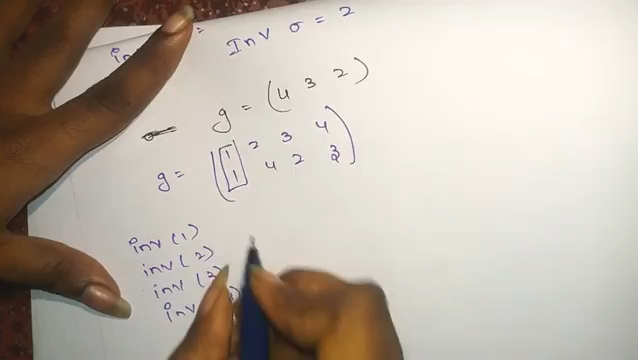 Inv σ = 2
g = (4 3 2)
g = (1 2 3 4
1 4 2 3)
inv (1)
inv (2)
inv (3)
inv